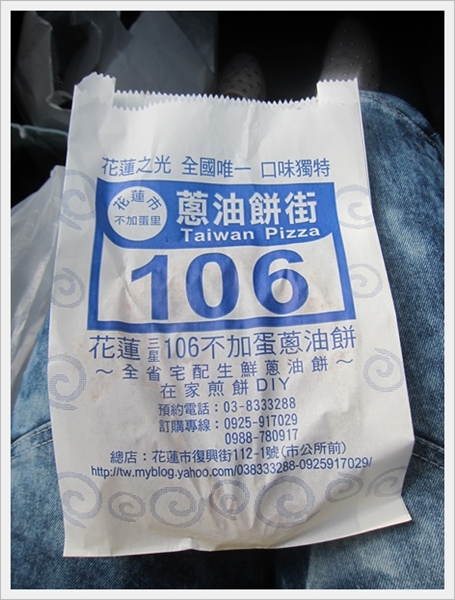 花蓮之光 全國唯一 口味獨特
花蓮市
不加蛋里
蔥油餅街
Taiwan Pizza
106
花蓮三星106不加蛋蔥油餅
～全省宅配生鮮蔥油餅～
在家煎餅DIY
預約電話：03-8333288
訂購專線：0925-917029
0988-780917
總店：花蓮市復興街112-1號(市公所前)
http://tw.myblog.yahoo.com/038333288-0925917029/